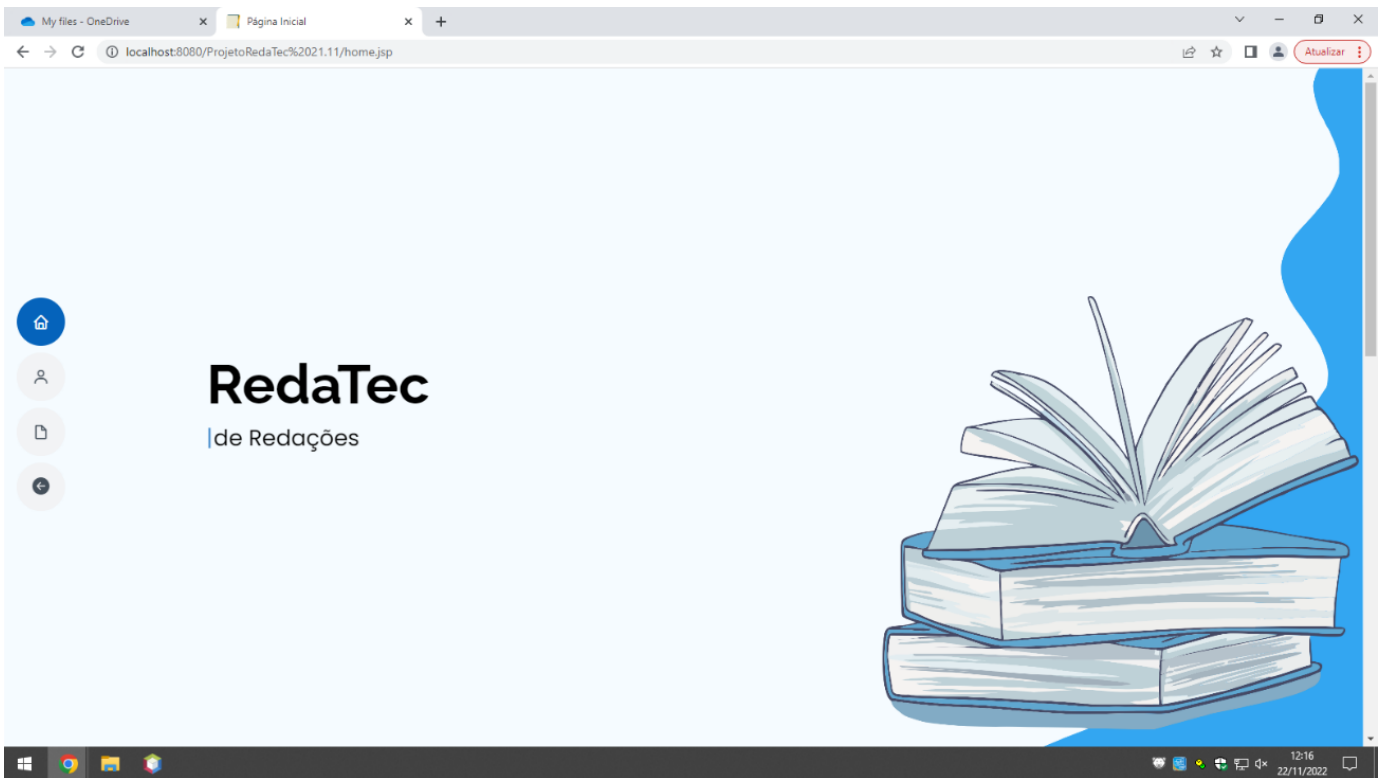 My files - OneDrive
Página Inicial
localhost:8080/ProjetoRedaTec%2021.11/home.jsp
Atualizar
RedaTec
de Redações
12:16
22/11/2022